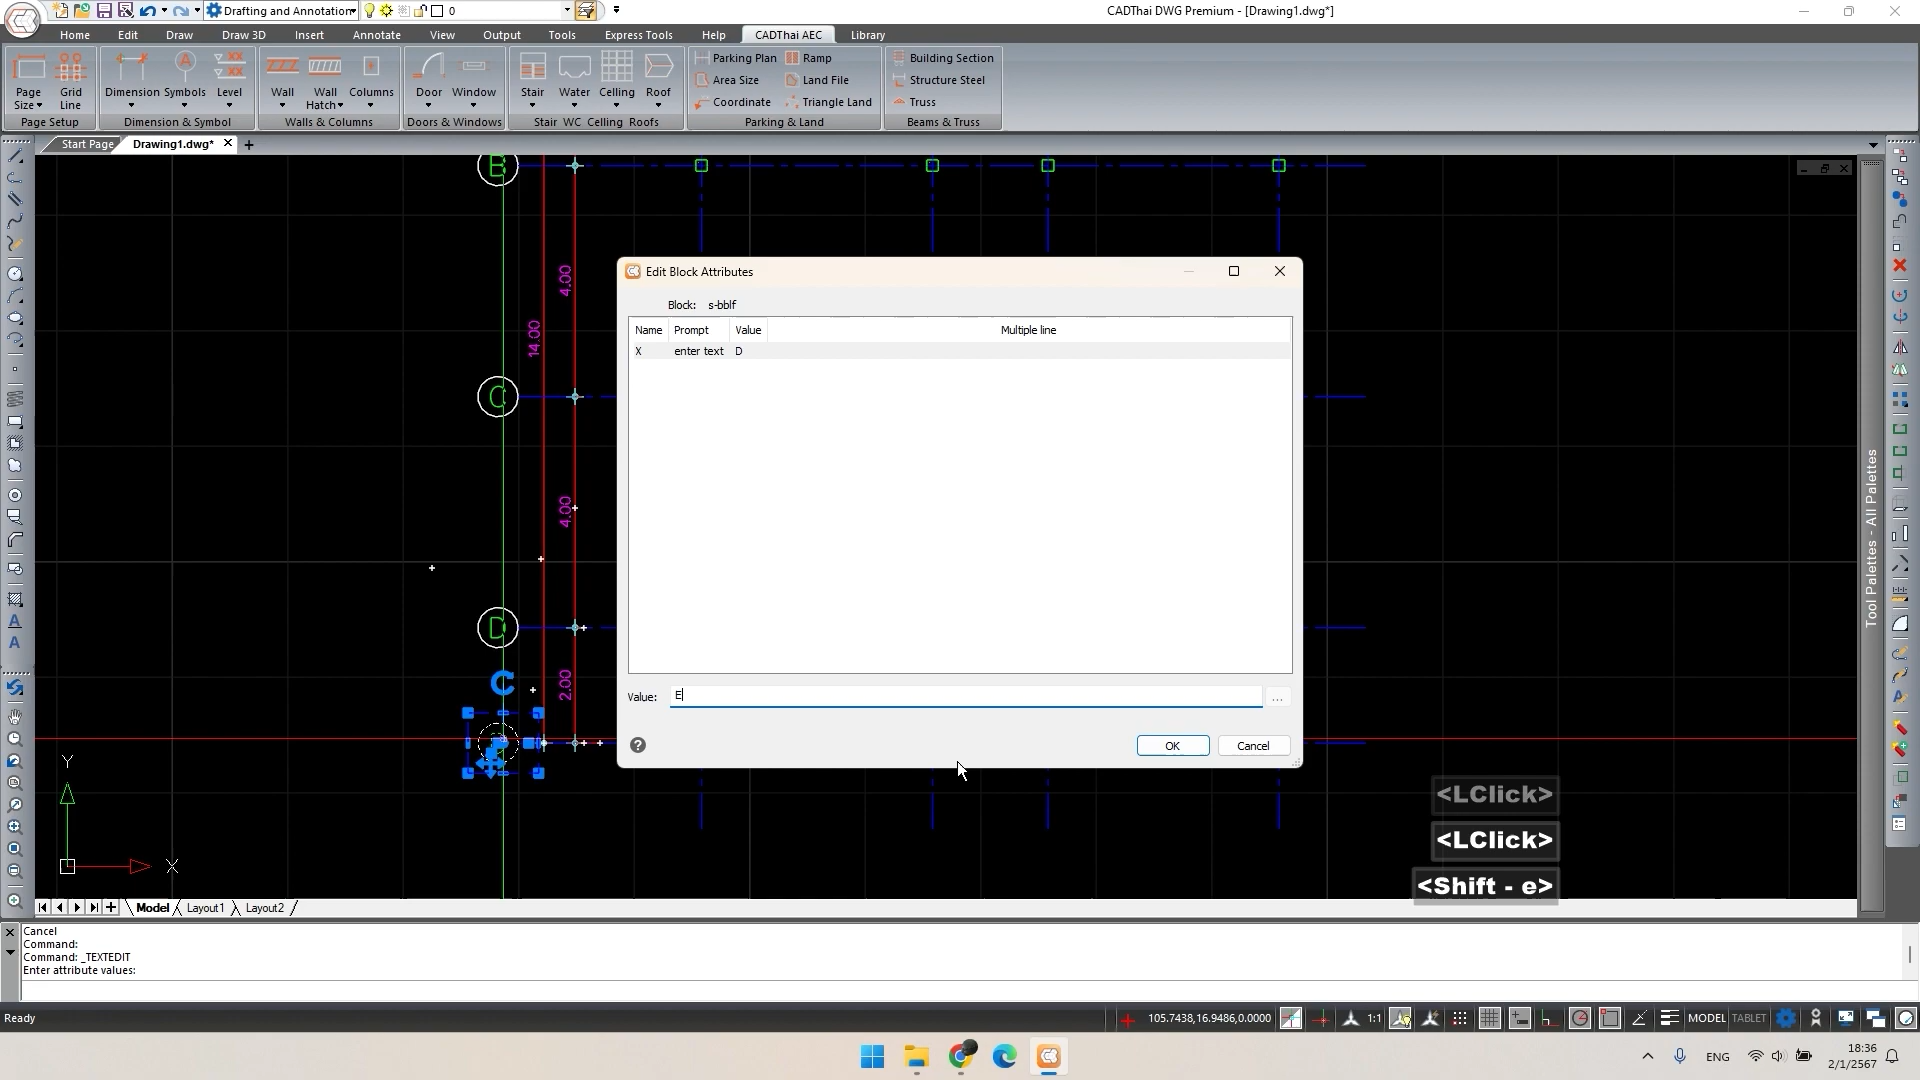 Drafting and Annotation
0
CADThai DWG Premium - [Drawing1.dwg*]
Home Edit Draw Draw 3D Insert Annotate View Output Tools Express Tools Help CADThai AEC Library
Page Size Grid Line Dimension Symbols Level Wall Wall Hatch Columns Door Window Stair Water Celling Roof
Parking Plan Ramp Building Section
Area Size Land File Structure Steel
Coordinate Triangle Land Truss
Page Setup Dimension & Symbol Walls & Columns Doors & Windows Stair WC Celling Roofs Parking & Land Beams & Truss
Start Page Drawing1.dwg*
B
4.00
14.00
C
4.00
D
2.00
Y
X
Edit Block Attributes
Block: s-bblf
Name Prompt Value Multiple line
X enter text D
Value: E
...
OK Cancel
Tool Palettes - All Palettes
<LClick>
<LClick>
<Shift - e>
Model Layout1 Layout2
Cancel
Command:
Command: _TEXTEDIT
Enter attribute values:
Ready
105.7438,16.9486,0.0000
1:1
MODEL TABLET
ENG
18:36
2/1/2567